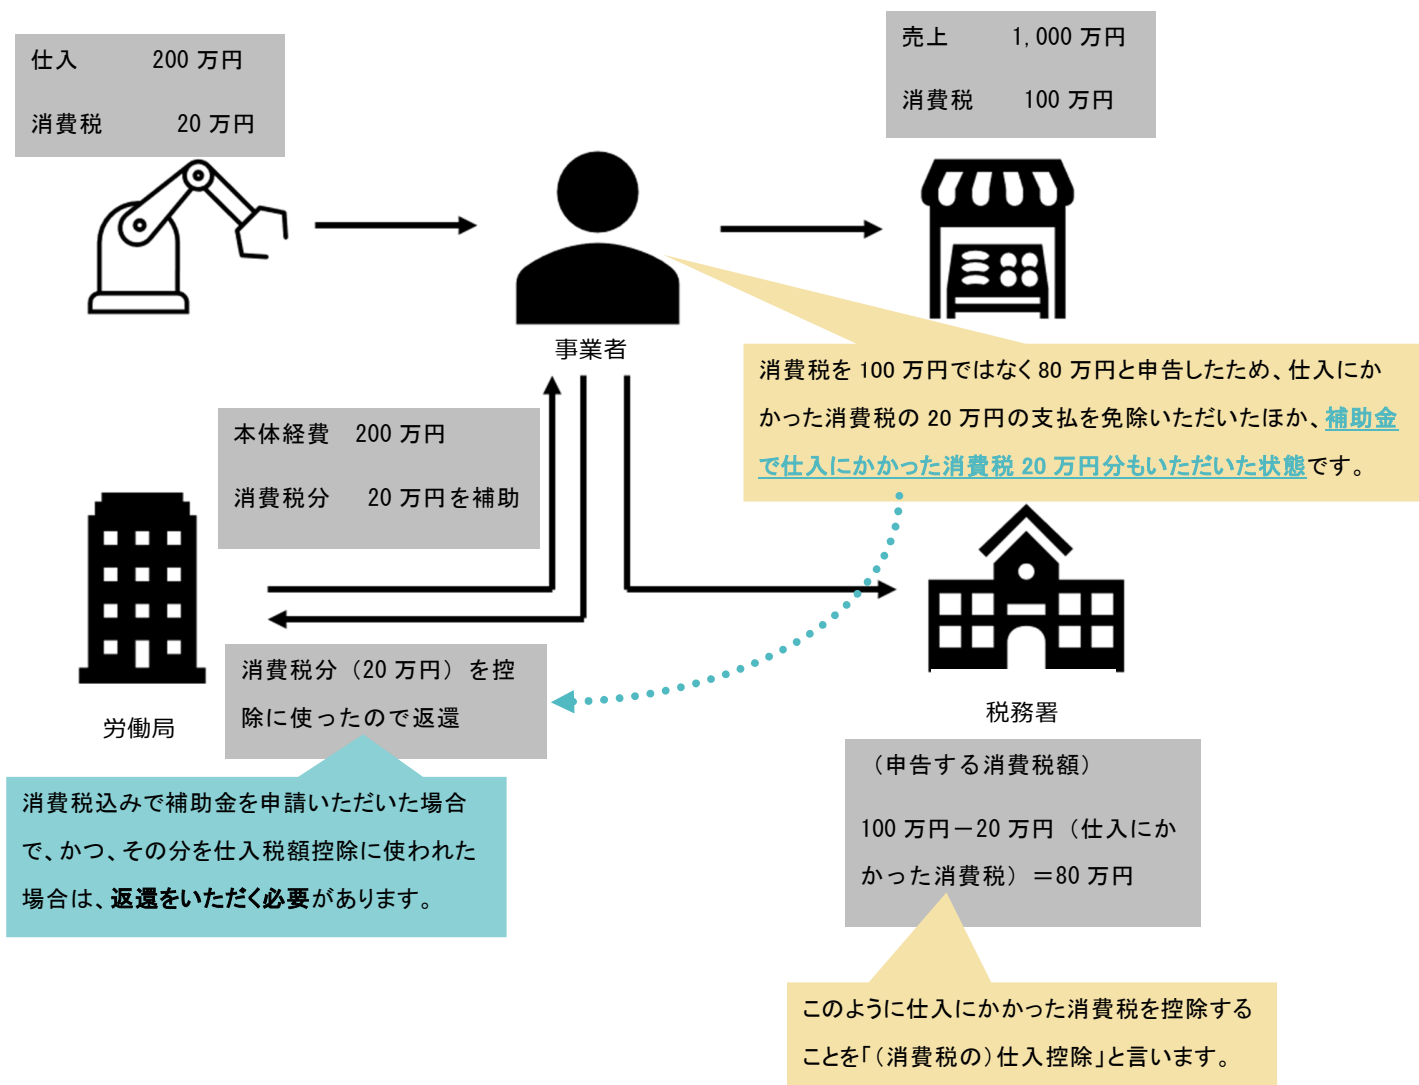 仕入 200 万円
消費税 20 万円
売上 1,000 万円
消費税 100 万円
事業者
消費税を 100 万円ではなく 80 万円と申告したため、仕入にか
かった消費税の 20 万円の支払を免除いただいたほか、補助金
で仕入にかかった消費税 20 万円分もいただいた状態です。
本体経費 200 万円
消費税分 20 万円を補助
労働局
消費税分（20 万円）を控
除に使ったので返還
消費税込みで補助金を申請いただいた場合
で、かつ、その分を仕入税額控除に使われた
場合は、返還をいただく必要があります。
税務署
（申告する消費税額）
100 万円－20 万円（仕入にか
かった消費税）＝80 万円
このように仕入にかかった消費税を控除する
ことを「（消費税の）仕入控除」と言います。